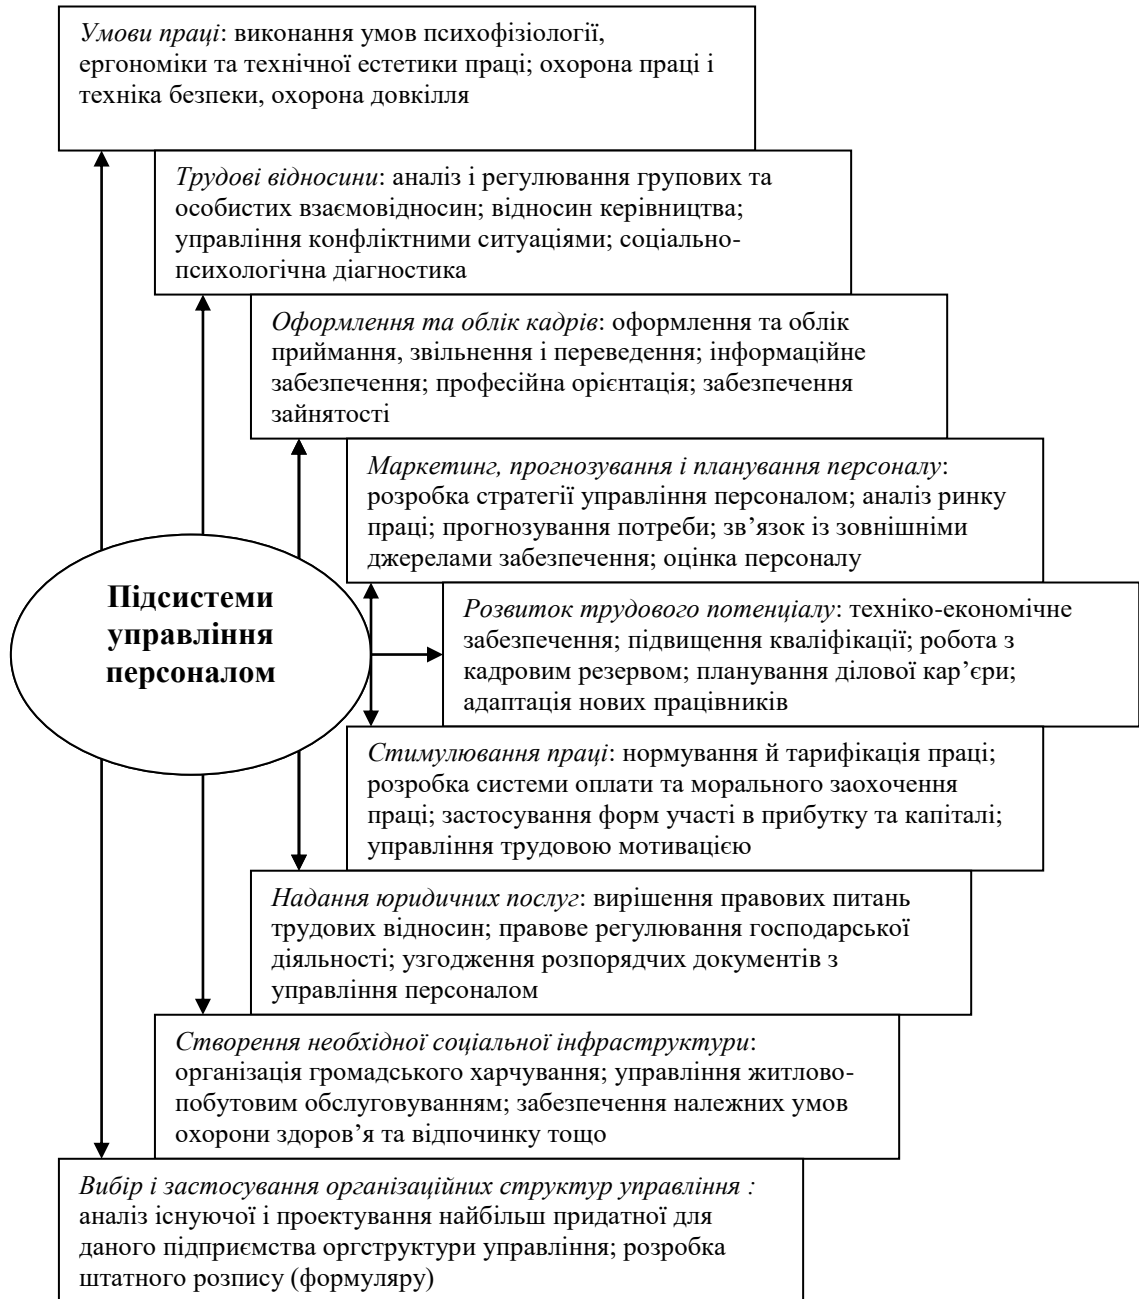 Умови праці: виконання умов психофізіології,
ергономіки та технічної естетики праці; охорона праці і
техніка безпеки, охорона довкілля
Трудові відносини: аналіз і регулювання групових та
особистих взаємовідносин; відносин керівництва;
управління конфліктними ситуаціями; соціально-
психологічна діагностика
Оформлення та облік кадрів: оформлення та облік
приймання, звільнення і переведення; інформаційне
забезпечення; професійна орієнтація; забезпечення
зайнятості
Маркетинг, прогнозування і планування персоналу:
розробка стратегії управління персоналом; аналіз ринку
праці; прогнозування потреби; зв’язок із зовнішніми
джерелами забезпечення; оцінка персоналу
Підсистеми
управління
персоналом
Розвиток трудового потенціалу: техніко-економічне
забезпечення; підвищення кваліфікації; робота з
кадровим резервом; планування ділової кар’єри;
адаптація нових працівників
Стимулювання праці: нормування й тарифікація праці;
розробка системи оплати та морального заохочення
праці; застосування форм участі в прибутку та капіталі;
управління трудовою мотивацією
Надання юридичних послуг: вирішення правових питань
трудових відносин; правове регулювання господарської
діяльності; узгодження розпорядчих документів з
управління персоналом
Створення необхідної соціальної інфраструктури:
організація громадського харчування; управління житлово-
побутовим обслуговуванням; забезпечення належних умов
охорони здоров’я та відпочинку тощо
Вибір і застосування організаційних структур управління :
аналіз існуючої і проектування найбільш придатної для
даного підприємства оргструктури управління; розробка
штатного розпису (формуляру)